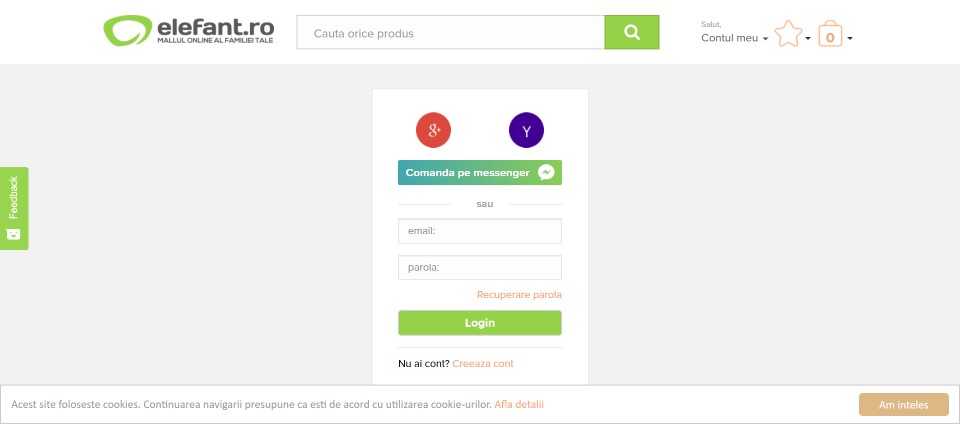 elefant.ro
MALLUL ONLINE AL FAMILIEI TALE
Cauta orice produs
Salut,
Contul meu
0
g+
Y
Comanda pe messenger
sau
email:
parola:
Recuperare parola
Login
Nu ai cont? Creeaza cont
Feedback
Acest site foloseste cookies. Continuarea navigarii presupune ca esti de acord cu utilizarea cookie-urilor. Afla detalii
Am inteles